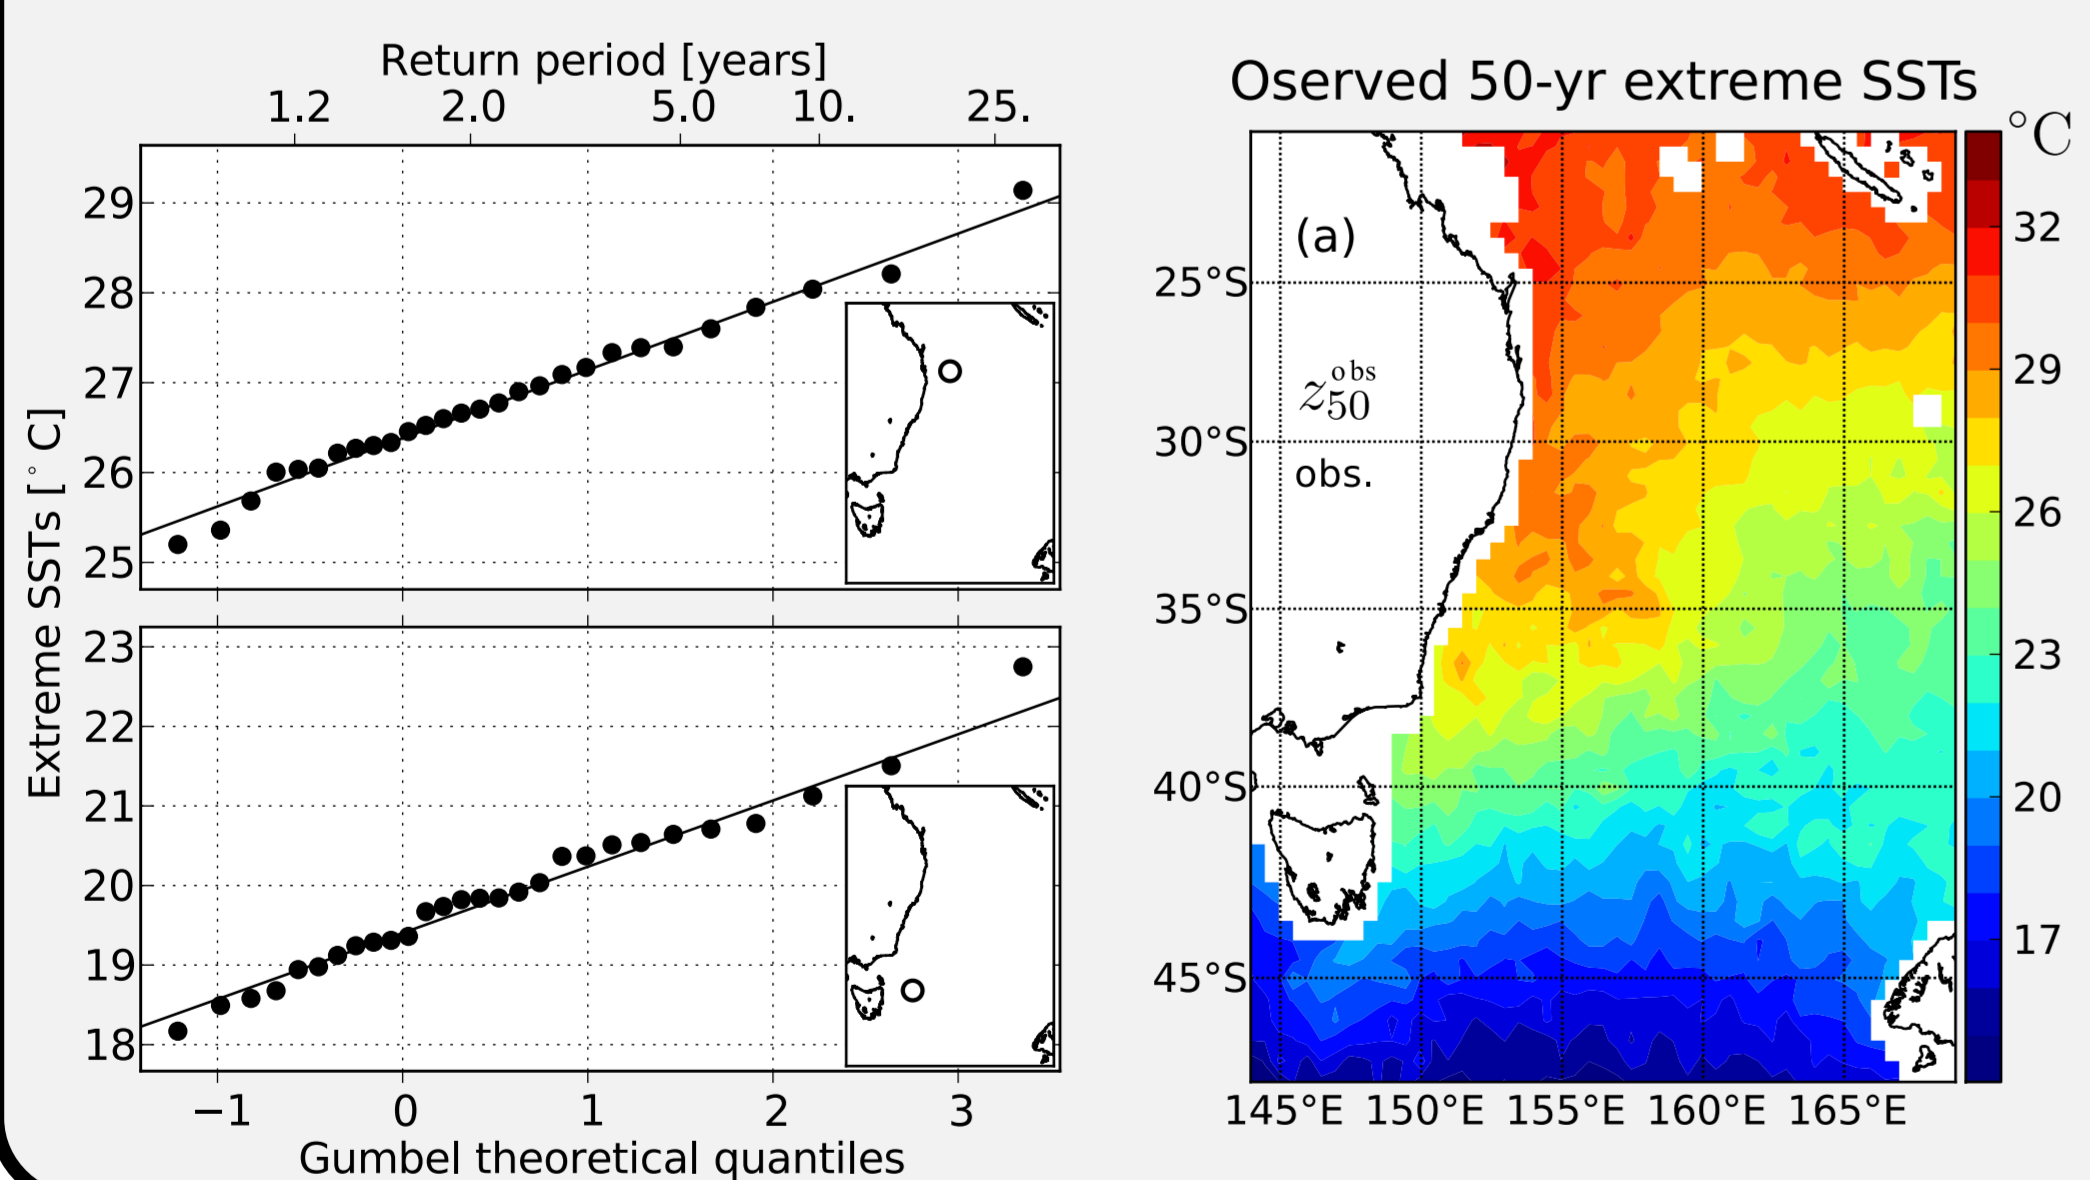 Return period [years]
1.2 2.0 5.0 10. 25.
Extreme SSTs [° C]
29
28
27
26
25
23
22
21
20
19
18
−1 0 1 2 3
Gumbel theoretical quantiles
Oserved 50-yr extreme SSTs
°C
(a)
z50obs
obs.
25°S
30°S
35°S
40°S
45°S
145°E 150°E 155°E 160°E 165°E
32
29
26
23
20
17